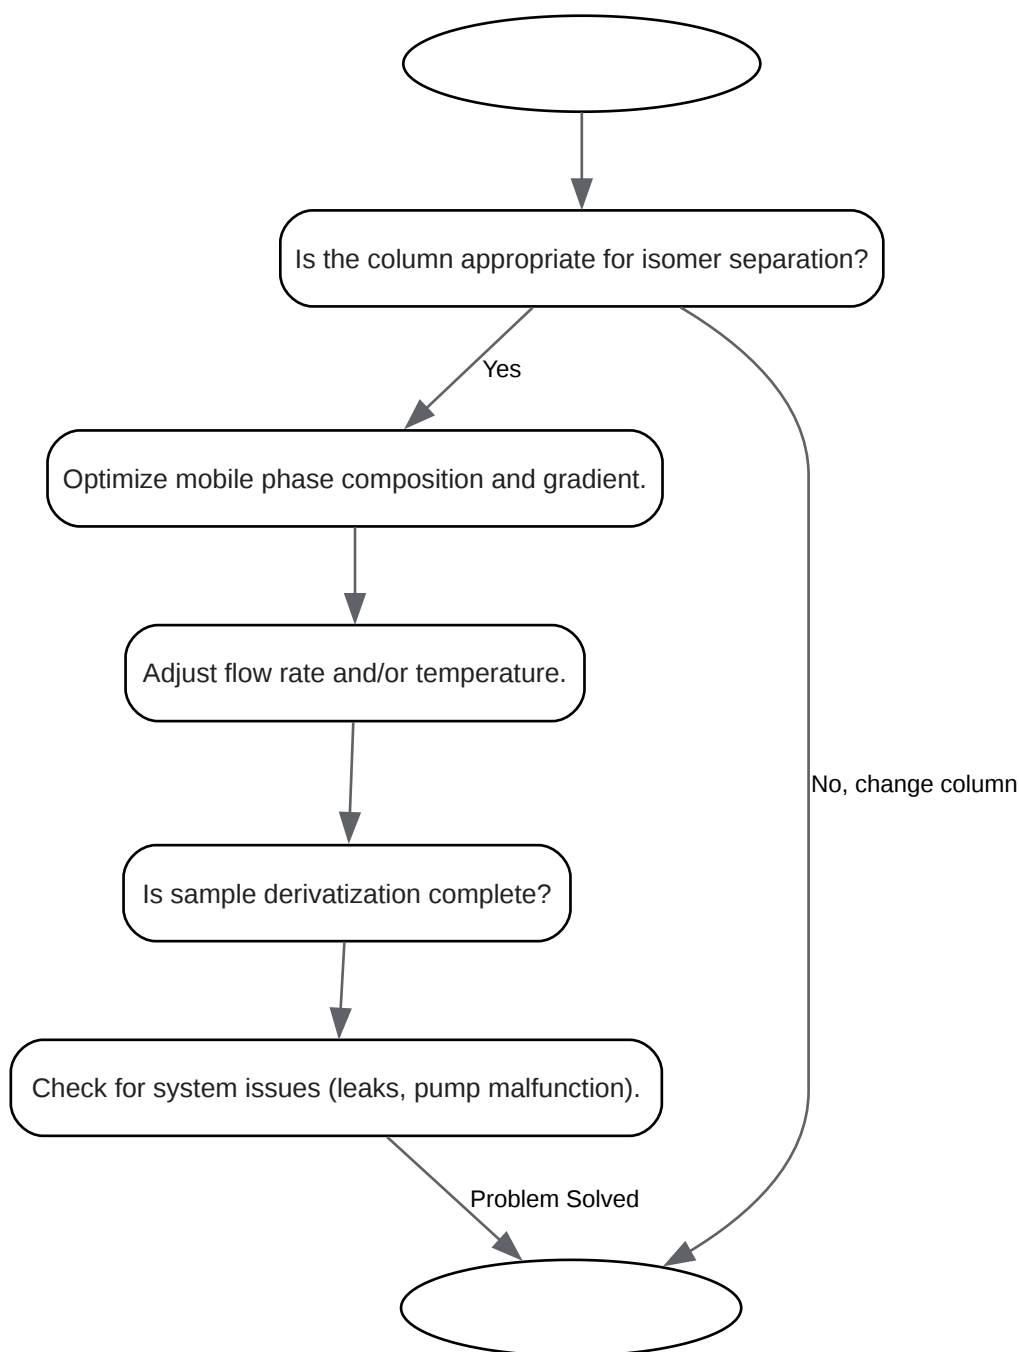 Is the column appropriate for isomer separation?
Yes
Optimize mobile phase composition and gradient.
Adjust flow rate and/or temperature.
No, change column
Is sample derivatization complete?
Check for system issues (leaks, pump malfunction).
Problem Solved